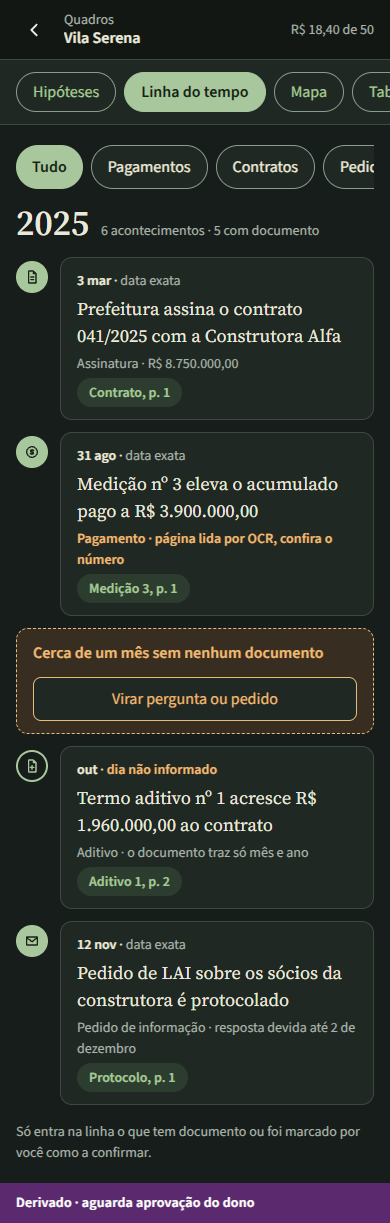 Quadros
Vila Serena
R$ 18,40 de 50
Hipóteses
Linha do tempo
Mapa
Tab
Tudo
Pagamentos
Contratos
Pedid
2025
6 acontecimentos · 5 com documento
3 mar · data exata
Prefeitura assina o contrato
041/2025 com a Construtora Alfa
Assinatura · R$ 8.750.000,00
Contrato, p. 1
31 ago · data exata
Medição nº 3 eleva o acumulado
pago a R$ 3.900.000,00
Pagamento · página lida por OCR, confira o
número
Medição 3, p. 1
Cerca de um mês sem nenhum documento
Virar pergunta ou pedido
out · dia não informado
Termo aditivo nº 1 acresce R$
1.960.000,00 ao contrato
Aditivo · o documento traz só mês e ano
Aditivo 1, p. 2
12 nov · data exata
Pedido de LAI sobre os sócios da
construtora é protocolado
Pedido de informação · resposta devida até 2 de
dezembro
Protocolo, p. 1
Só entra na linha o que tem documento ou foi marcado por
você como a confirmar.
Derivado · aguarda aprovação do dono